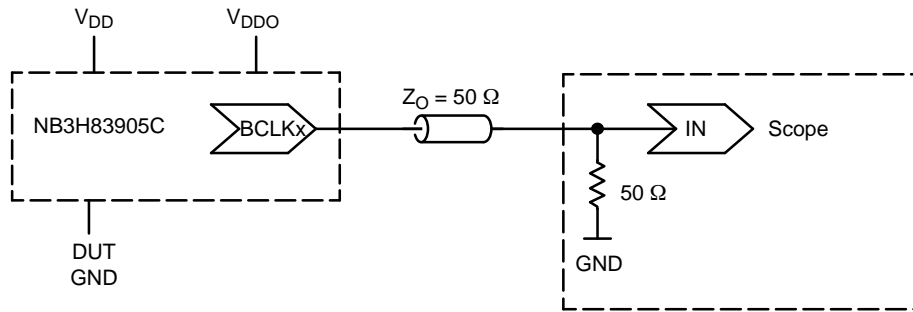 VDD
VDDO
NB3H83905C
BCLKx
ZO = 50 Ω
IN
Scope
50 Ω
GND
DUT
GND